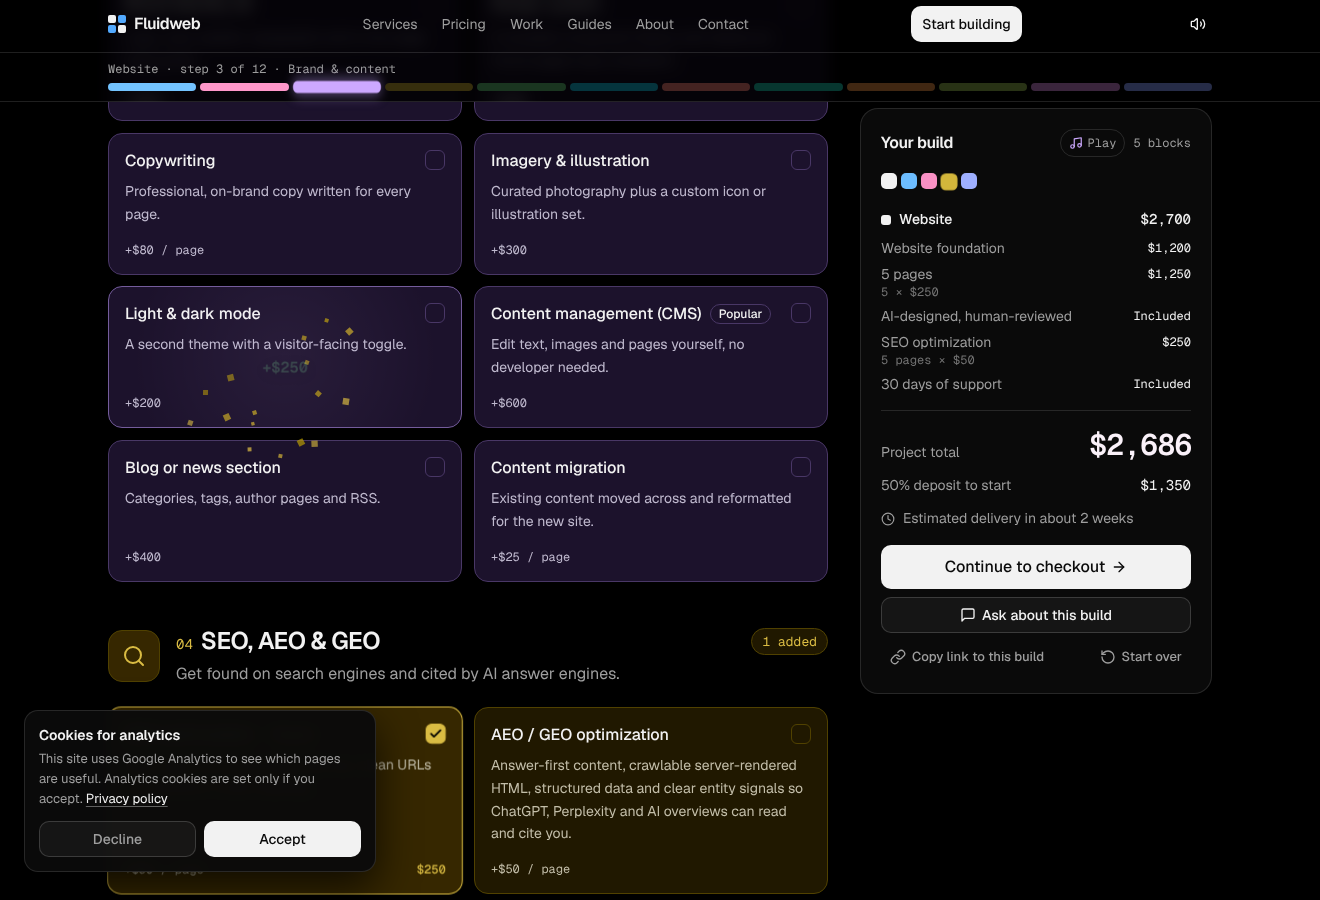 Fluidweb
Services
Pricing
Work
Guides
About
Contact
Start building
Website · step 3 of 12 · Brand & content
Copywriting
Professional, on-brand copy written for every
page.
+$80 / page
Imagery & illustration
Curated photography plus a custom icon or
illustration set.
+$300
Light & dark mode
A second theme with a visitor-facing toggle.
+$250
+$200
Content management (CMS)
Popular
Edit text, images and pages yourself, no
developer needed.
+$600
Blog or news section
Categories, tags, author pages and RSS.
+$400
Content migration
Existing content moved across and reformatted
for the new site.
+$25 / page
04 SEO, AEO & GEO
1 added
Get found on search engines and cited by AI answer engines.
URLs
$250
AEO / GEO optimization
Answer-first content, crawlable server-rendered
HTML, structured data and clear entity signals so
ChatGPT, Perplexity and AI overviews can read
and cite you.
+$50 / page
Cookies for analytics
This site uses Google Analytics to see which pages
are useful. Analytics cookies are set only if you
accept. Privacy policy
Decline
Accept
Your build
Play
5 blocks
Website $2,700
Website foundation $1,200
5 pages $1,250
5 × $250
AI-designed, human-reviewed Included
SEO optimization $250
5 pages × $50
30 days of support Included
Project total $2,686
50% deposit to start $1,350
Estimated delivery in about 2 weeks
Continue to checkout →
Ask about this build
Copy link to this build
Start over